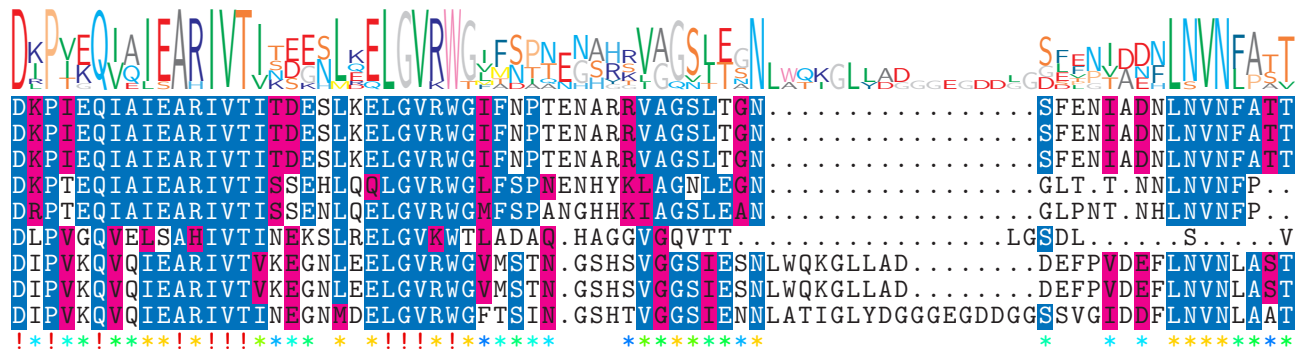 DKPIEQIAIEARIVTITDESLKELGVRWGIFNPTENARRVAGSLTGN.................SFENIADNLNVNFATT
DKPIEQIAIEARIVTITDESLKELGVRWGIFNPTENARRVAGSLTGN.................SFENIADNLNVNFATT
DKPIEQIAIEARIVTITDESLKELGVRWGIFNPTENARRVAGSLTGN.................SFENIADNLNVNFATT
DKPTEQIAIEARIVTISSEHLQQLGVRWGLFSPNENHYKLAGNLEGN.................GLT.T.NNLNVNFP..
DRPTEQIAIEARIVTISSENLQELGVRWGMFSPANGHHKIAGSLEAN.................GLPNT.NHLNVNFP..
DLPVGQVELSAHIVTINEKSLRELGVKWTLADAQ.HAGGVGQVTT.................LGSDL......S.....V
DIPVKQVQIEARIVTVKEGNLEELGVRWGVMSTN.GSHSVGGSIESNLWQKGLLAD........DEFPVDEFLNVNLAST
DIPVKQVQIEARIVTVKEGNLEELGVRWGVMSTN.GSHSVGGSIESNLWQKGLLAD........DEFPVDEFLNVNLAST
DIPVKQVQIEARIVTINEGNMDELGVRWGFTSIN.GSHTVGGSIENNLATIGLYDGGGEGDDGGSSVGIDDFLNVNLAAT
!*!**!****!*!!!**** * *!!!*!******    *********                 *   * * ********